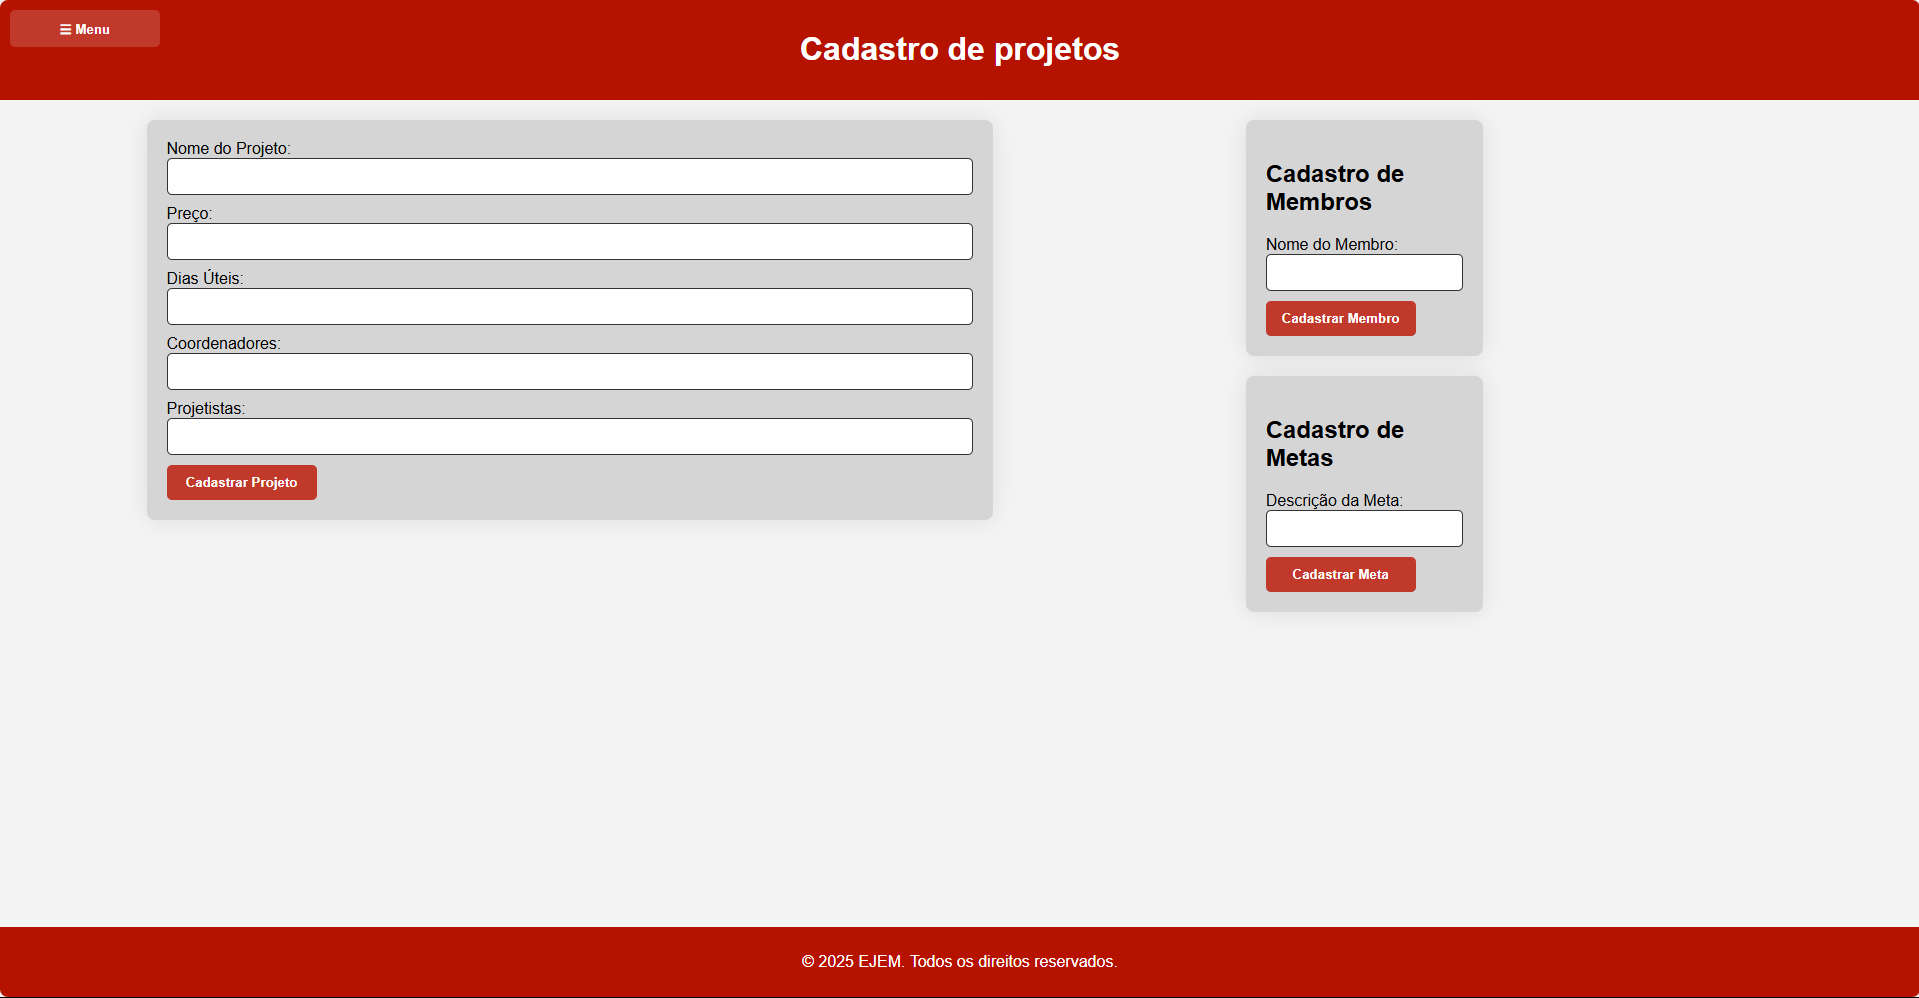 ☰ Menu
Cadastro de projetos
Nome do Projeto:
Preço:
Dias Úteis:
Coordenadores:
Projetistas:
Cadastrar Projeto
Cadastro de
Membros
Nome do Membro:
Cadastrar Membro
Cadastro de
Metas
Descrição da Meta:
Cadastrar Meta
© 2025 EJEM. Todos os direitos reservados.